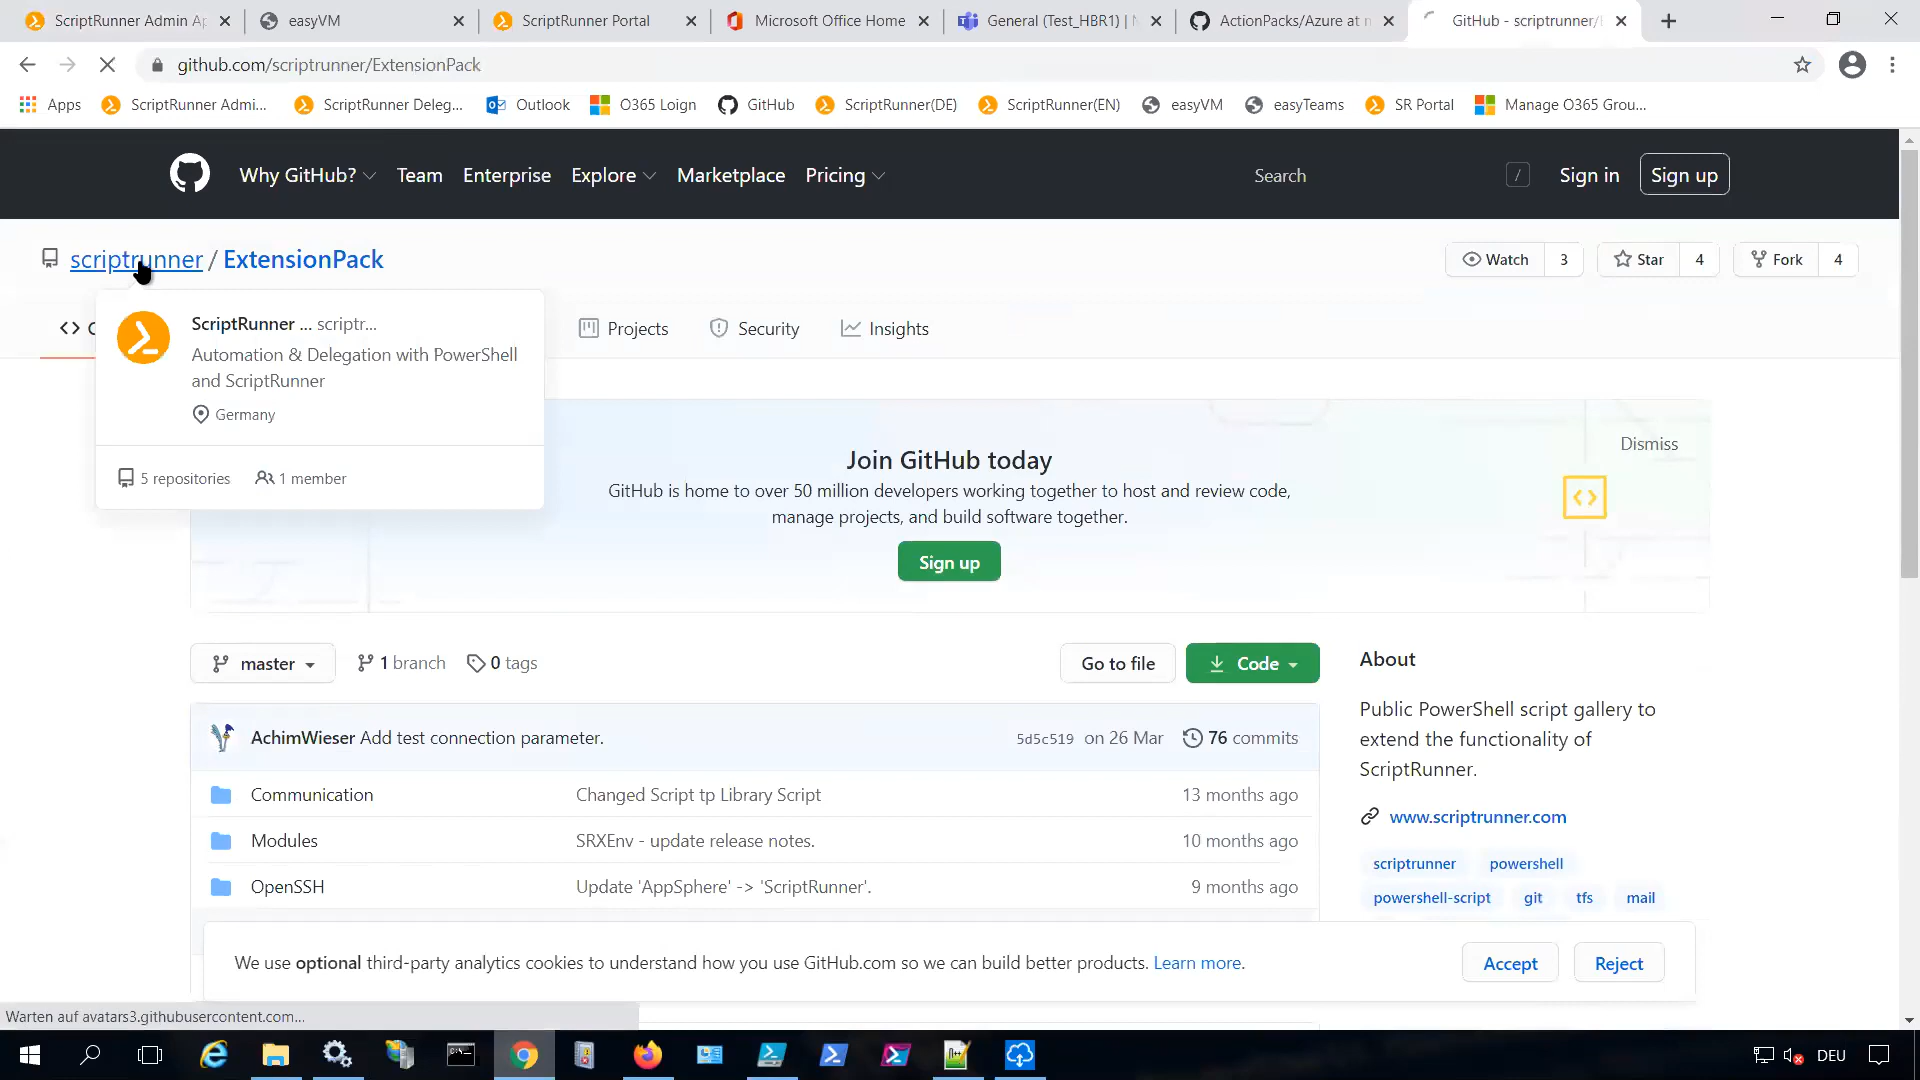 ScriptRunner Admin Ap
easyVM
ScriptRunner Portal
Microsoft Office Home
General (Test_HBR1) |
ActionPacks/Azure at
GitHub - scriptrunner/
github.com/scriptrunner/ExtensionPack
Apps
ScriptRunner Admi...
ScriptRunner Deleg...
Outlook
O365 Loign
GitHub
ScriptRunner(DE)
ScriptRunner(EN)
easyVM
easyTeams
SR Portal
Manage O365 Grou...
Why GitHub?
Team
Enterprise
Explore
Marketplace
Pricing
Search
/
Sign in
Sign up
scriptrunner / ExtensionPack
Watch 3
Star 4
Fork 4
ScriptRunner ... scriptr...
Automation & Delegation with PowerShell
and ScriptRunner
Germany
5 repositories
1 member
Projects
Security
Insights
Join GitHub today
Dismiss
GitHub is home to over 50 million developers working together to host and review code,
manage projects, and build software together.
Sign up
master
1 branch
0 tags
Go to file
Code
About
Public PowerShell script gallery to
extend the functionality of
ScriptRunner.
www.scriptrunner.com
scriptrunner
powershell
powershell-script
git
tfs
mail
AchimWieser Add test connection parameter.
5d5c519 on 26 Mar
76 commits
Communication
Changed Script tp Library Script
13 months ago
Modules
SRXEnv - update release notes.
10 months ago
OpenSSH
Update 'AppSphere' -> 'ScriptRunner'.
9 months ago
We use optional third-party analytics cookies to understand how you use GitHub.com so we can build better products. Learn more.
Accept
Reject
Warten auf avatars3.githubusercontent.com...
DEU